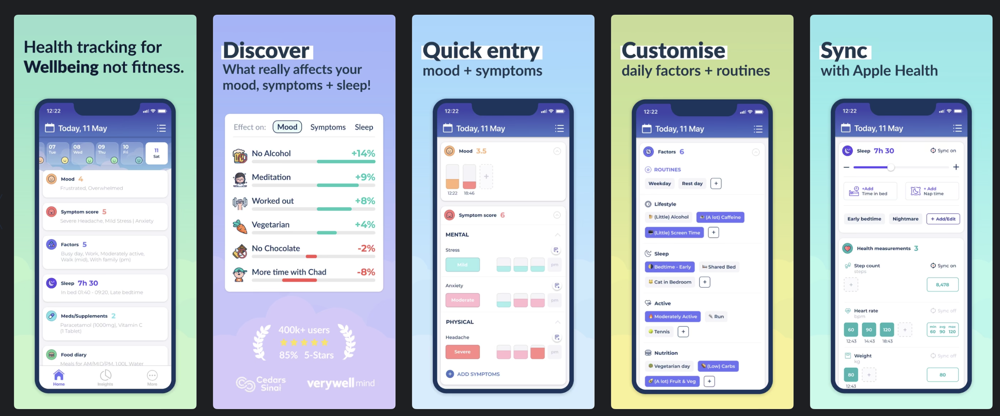 Health tracking for
Wellbeing not fitness.
12:22
Today, 11 May
07
Tue
08
Wed
09
Thu
10
Fri
11
Sat
Mood 4
Frustrated, Overwhelmed
Symptom score 5
Severe Headache, Mild Stress | Anxiety
Factors 5
Busy day, Work, Moderately active,
Walk (mid), With family (pm)
Sleep 7h 30
In bed 01:40 - 09:20, Late bedtime
Meds/Supplements 2
Paracetamol (1000mg), Vitamin C
(1 Tablet)
Food diary
Meals for AM/MID/PM, 1.00L Water
Home
Insights
More
Discover
What really affects your
mood, symptoms + sleep!
Effect on: Mood Symptoms Sleep
No Alcohol +14%
Meditation +9%
Worked out +8%
Vegetarian +4%
No Chocolate -2%
More time with Chad -8%
400k+ users
85% 5-Stars
Cedars
Sinai
verywell mind
Quick entry
mood + symptoms
12:22
Today, 11 May
Mood 3.5
+
12:22 18:46
Symptom score 6
MENTAL
Stress
Mild pm
Anxiety
Moderate pm
PHYSICAL
Headache
Severe pm
+ ADD SYMPTOMS
Customise
daily factors + routines
12:22
Today, 11 May
Factors 6
ROUTINES
Weekday Rest day +
Lifestyle
(Little) Alcohol (A lot) Caffeine
(Little) Screen Time +
Sleep
Bedtime - Early Shared Bed
Cat in Bedroom +
Active
Moderately Active Run
Tennis +
Nutrition
Vegetarian day (Low) Carbs
(A lot) Fruit & Veg +
Sync
with Apple Health
12:22
Today, 11 May
Sleep 7h 30 Sync on
− +
+Add
Time in bed
+ Add
Nap time
Early bedtime Nightmare + Add/Edit
Health measurements 3
Step count Sync on
steps
+ 8,478
Heart rate Sync off
bpm
60 90 120 +
min avg max
60 90 120
12:43 14:43 18:43
Weight Sync off
kg
80 + 80
12:43